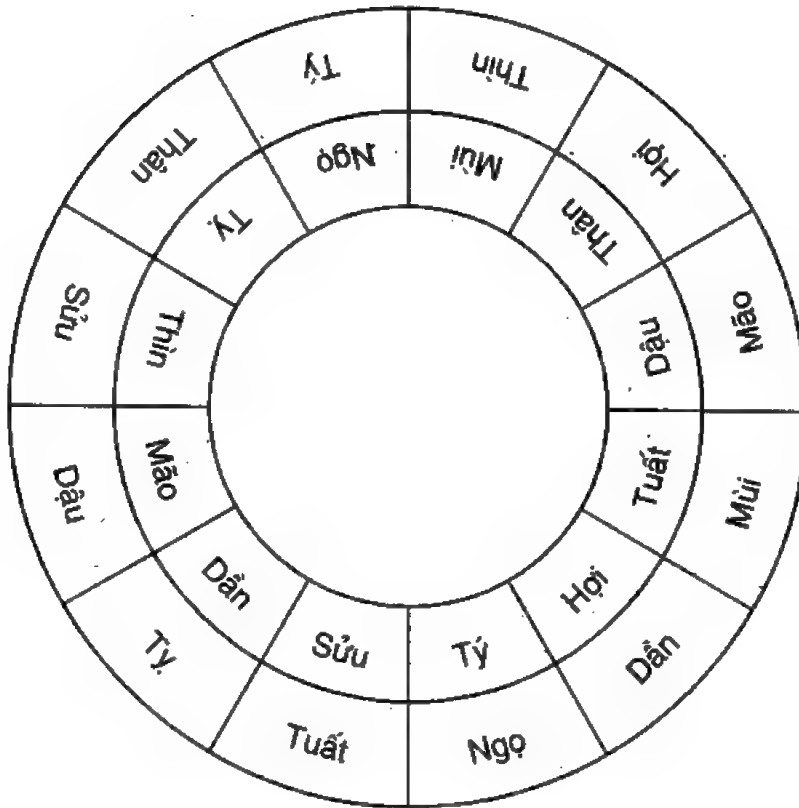 Tý
Thìn
Hợi
Mão
Mùi
Dần
Ngọ
Tuất
Tỵ
Dậu
Sửu
Thân
Ngọ
Mùi
Thân
Dậu
Tuất
Hợi
Tý
Sửu
Dần
Mão
Thìn
Tỵ